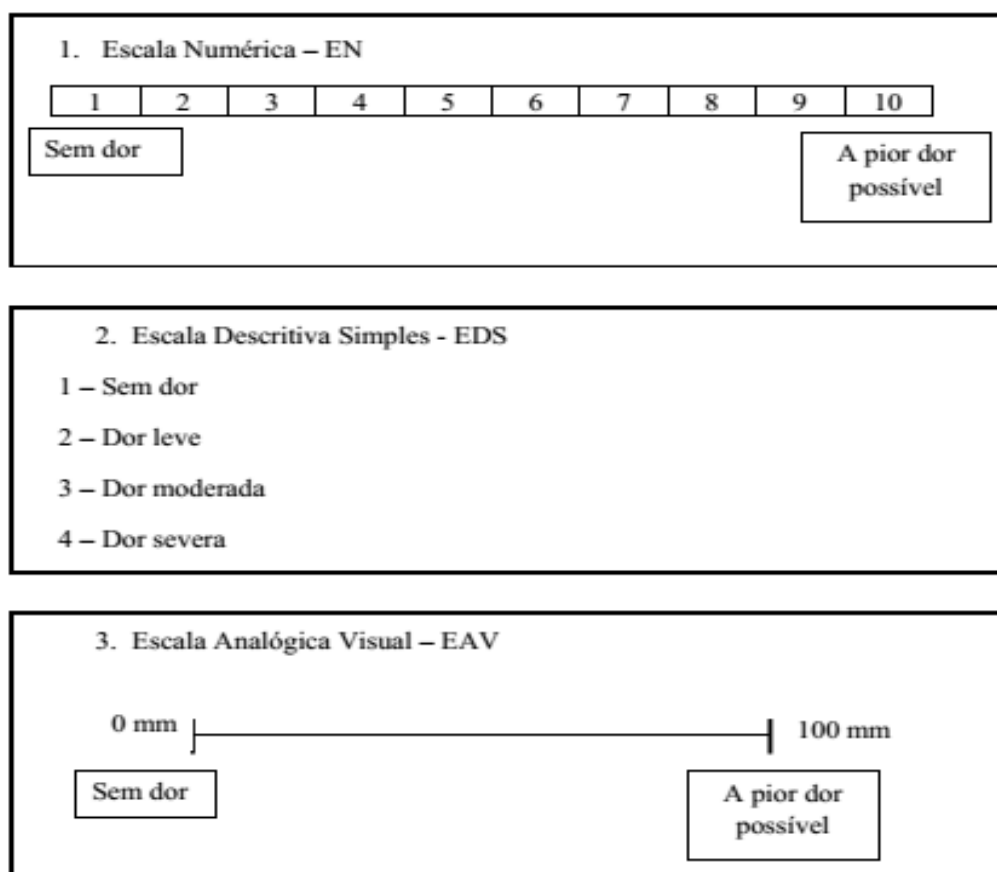 1. Escala Numérica – EN
1 2 3 4 5 6 7 8 9 10
Sem dor
A pior dor
possível
2. Escala Descritiva Simples - EDS
1 – Sem dor
2 – Dor leve
3 – Dor moderada
4 – Dor severa
3. Escala Analógica Visual – EAV
0 mm
100 mm
Sem dor
A pior dor
possível